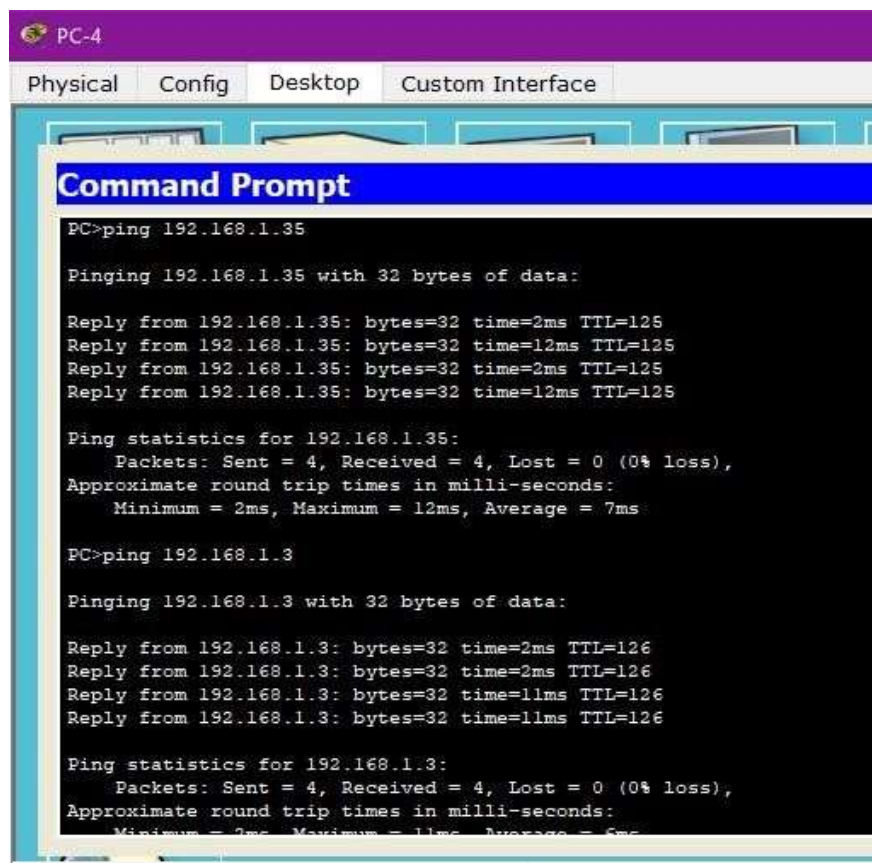 PC-4
Physical Config Desktop Custom Interface
Command Prompt
PC>ping 192.168.1.35
Pinging 192.168.1.35 with 32 bytes of data:
Reply from 192.168.1.35: bytes=32 time=2ms TTL=125
Reply from 192.168.1.35: bytes=32 time=12ms TTL=125
Reply from 192.168.1.35: bytes=32 time=2ms TTL=125
Reply from 192.168.1.35: bytes=32 time=12ms TTL=125
Ping statistics for 192.168.1.35:
Packets: Sent = 4, Received = 4, Lost = 0 (0% loss),
Approximate round trip times in milli-seconds:
Minimum = 2ms, Maximum = 12ms, Average = 7ms
PC>ping 192.168.1.3
Pinging 192.168.1.3 with 32 bytes of data:
Reply from 192.168.1.3: bytes=32 time=2ms TTL=126
Reply from 192.168.1.3: bytes=32 time=2ms TTL=126
Reply from 192.168.1.3: bytes=32 time=11ms TTL=126
Reply from 192.168.1.3: bytes=32 time=11ms TTL=126
Ping statistics for 192.168.1.3:
Packets: Sent = 4, Received = 4, Lost = 0 (0% loss),
Approximate round trip times in milli-seconds:
Minimum = 2ms, Maximum = 11ms, Average = 6ms